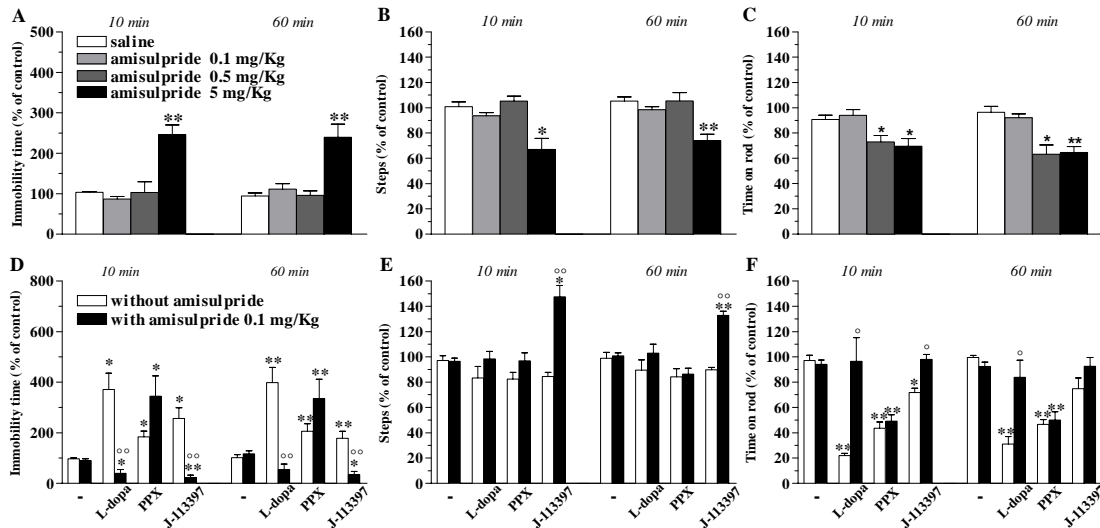 A
10 min
60 min
500
400
300
200
100
0
Immobility time (% of control)
saline
amisulpride 0.1 mg/Kg
amisulpride 0.5 mg/Kg
amisulpride 5 mg/Kg
**
**
B
10 min
60 min
160
140
120
100
80
60
40
20
0
Steps (% of control)
*
**
C
10 min
60 min
160
140
120
100
80
60
40
20
0
Time on rod (% of control)
*
*
*
**
D
10 min
60 min
800
600
400
200
0
Immobility time (% of control)
without amisulpride
with amisulpride 0.1 mg/Kg
*
°°
*
*
*
*
°°
**
**
°°
**
**
**
°°
*
-
L-dopa
PPX
J-113397
-
L-dopa
PPX
J-113397
E
10 min
60 min
160
140
120
100
80
60
40
20
0
Steps (% of control)
°°
*
°°
**
-
L-dopa
PPX
J-113397
-
L-dopa
PPX
J-113397
F
10 min
60 min
160
140
120
100
80
60
40
20
0
Time on rod (% of control)
**
°
**
**
*
°
**
°
**
**
-
L-dopa
PPX
J-113397
-
L-dopa
PPX
J-113397